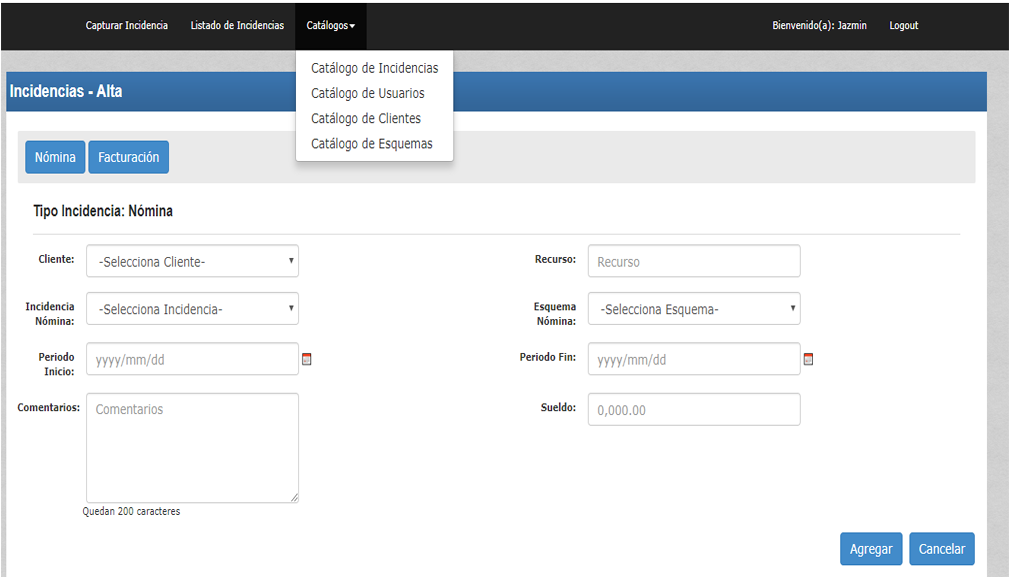 Capturar Incidencia
Listado de Incidencias
Catálogos
Bienvenido(a): Jazmin
Logout
Catálogo de Incidencias
Catálogo de Usuarios
Catálogo de Clientes
Catálogo de Esquemas
Incidencias - Alta
Nómina
Facturación
Tipo Incidencia: Nómina
Cliente:
-Selecciona Cliente-
Recurso:
Recurso
Incidencia
Nómina:
-Selecciona Incidencia-
Esquema
Nómina:
-Selecciona Esquema-
Periodo
Inicio:
yyyy/mm/dd
Periodo Fin:
yyyy/mm/dd
Comentarios:
Comentarios
Sueldo:
0,000.00
Quedan 200 caracteres
Agregar
Cancelar